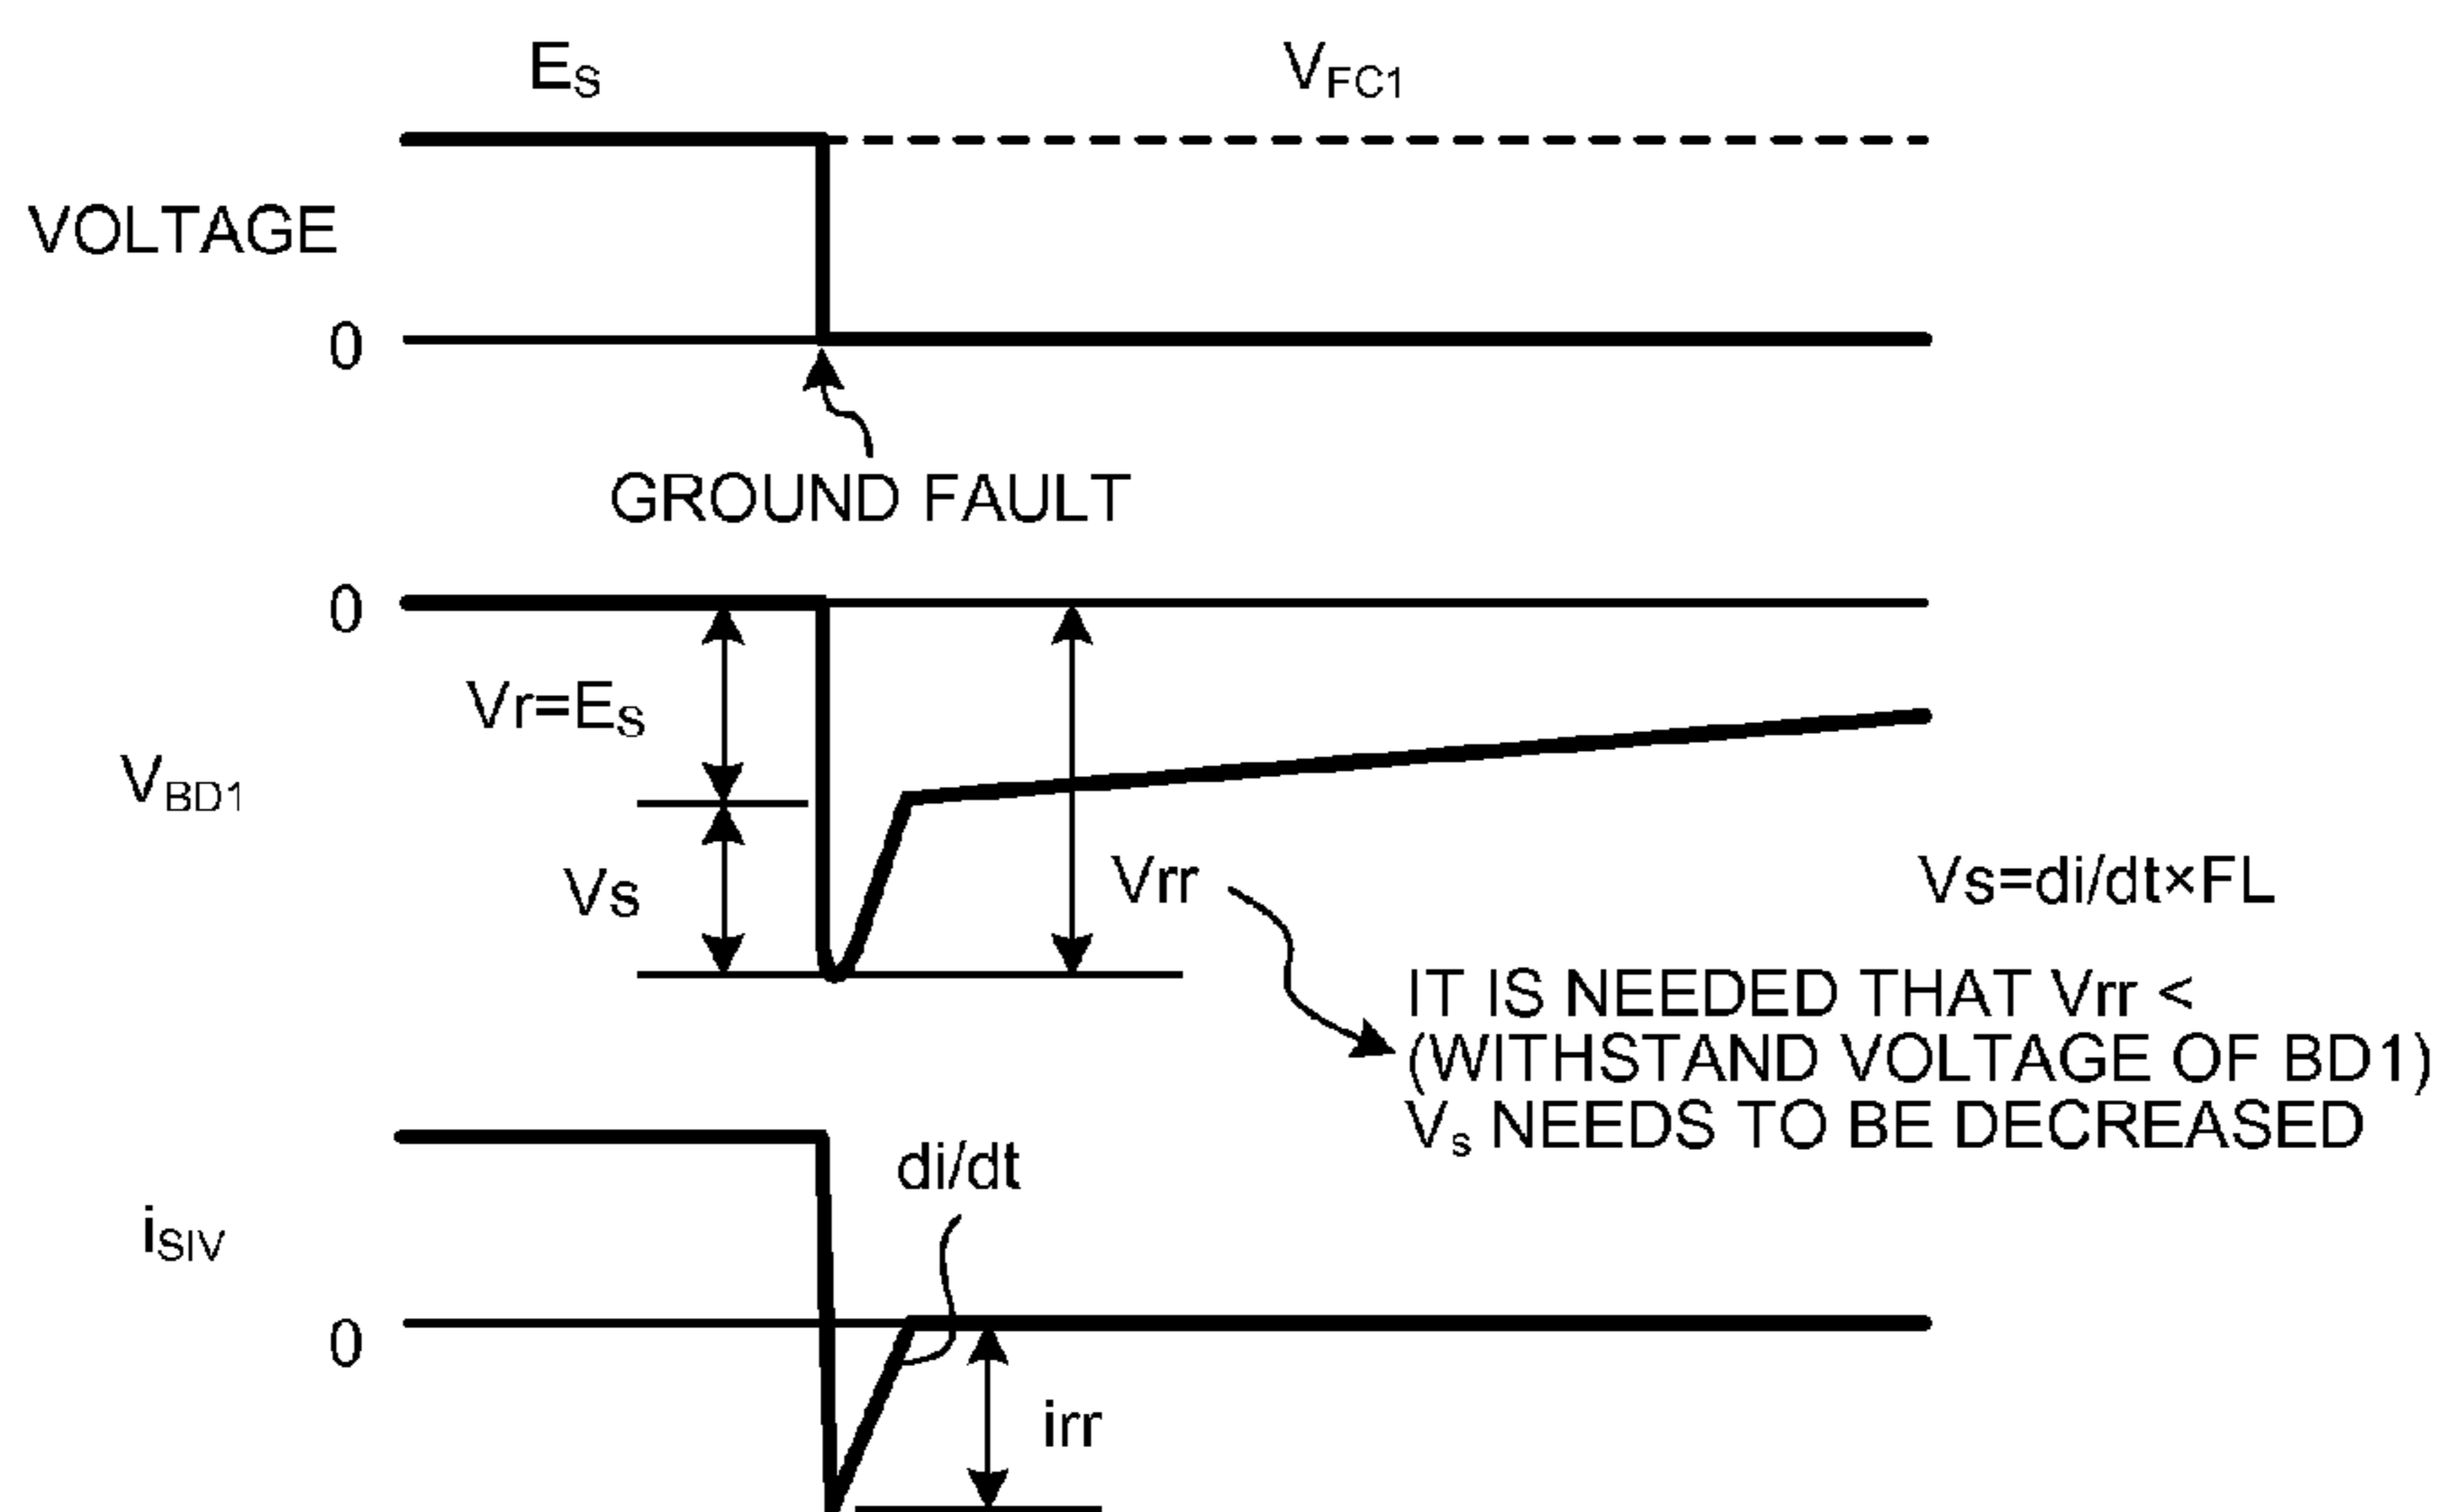 E_S
V_FC1
VOLTAGE
0
GROUND FAULT
0
Vr=E_S
V_BD1
Vs
Vrr
Vs=di/dt×FL
IT IS NEEDED THAT Vrr <
(WITHSTAND VOLTAGE OF BD1)
V_s NEEDS TO BE DECREASED
di/dt
i_SIV
0
irr